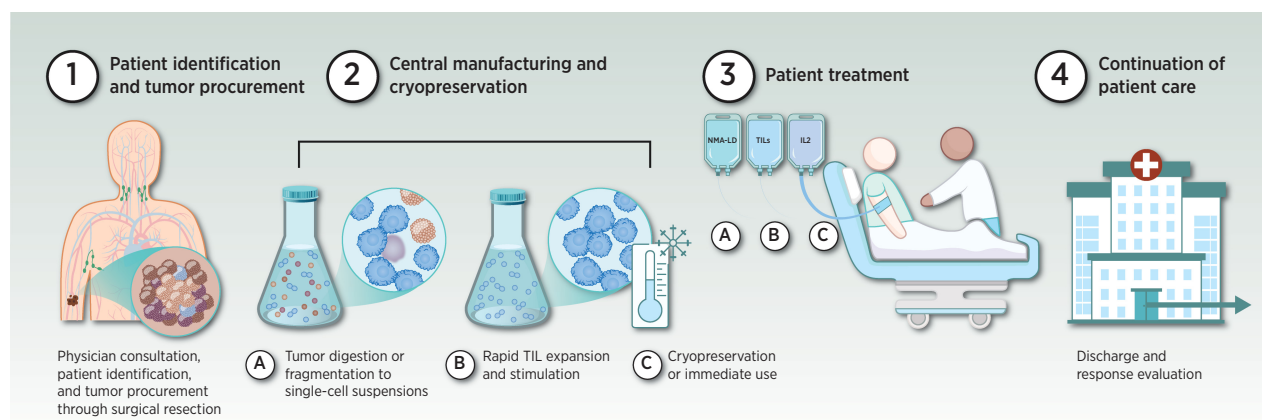 1
Patient identification
and tumor procurement
Physician consultation,
patient identification,
and tumor procurement
through surgical resection
2
Central manufacturing and
cryopreservation
A
Tumor digestion or
fragmentation to
single-cell suspensions
B
Rapid TIL expansion
and stimulation
C
Cryopreservation
or immediate use
3
Patient treatment
NMA-LD
TILs
IL2
A
B
C
4
Continuation of
patient care
Discharge and
response evaluation